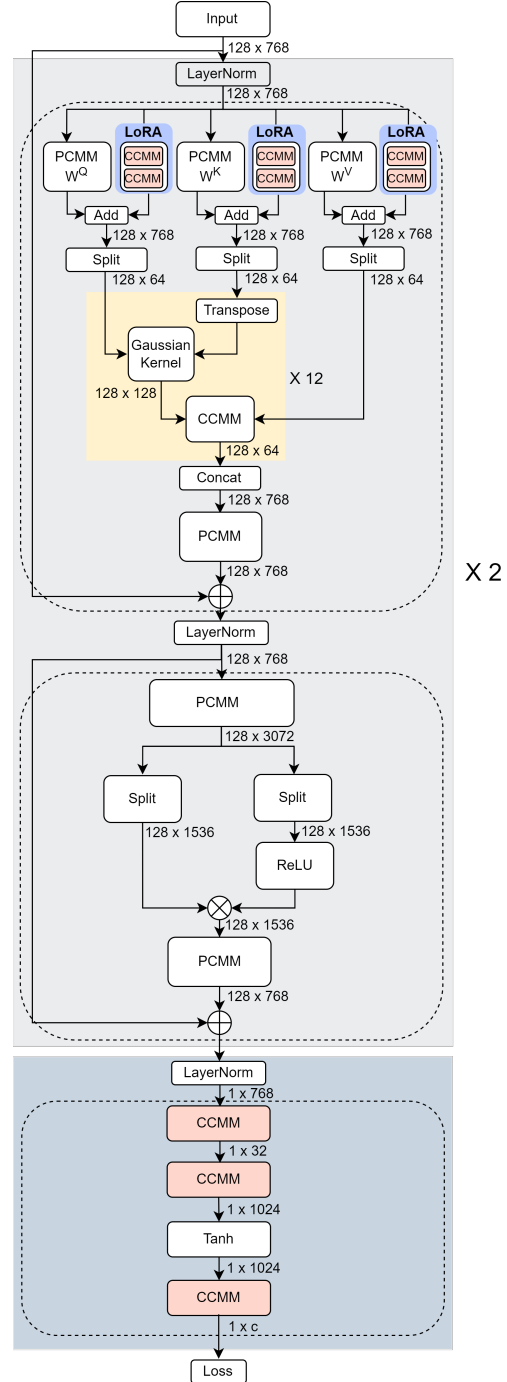 Input
128 x 768
LayerNorm
128 x 768
LoRA
LoRA
LoRA
PCMM
W^Q
CCMM
CCMM
PCMM
W^K
CCMM
CCMM
PCMM
W^V
CCMM
CCMM
Add
Add
Add
128 x 768
128 x 768
128 x 768
Split
Split
Split
128 x 64
128 x 64
128 x 64
Transpose
Gaussian
Kernel
X 12
128 x 128
CCMM
128 x 64
Concat
128 x 768
PCMM
128 x 768
X 2
LayerNorm
128 x 768
PCMM
128 x 3072
Split
Split
128 x 1536
128 x 1536
ReLU
128 x 1536
PCMM
128 x 768
LayerNorm
1 x 768
CCMM
1 x 32
CCMM
1 x 1024
Tanh
1 x 1024
CCMM
1 x c
Loss